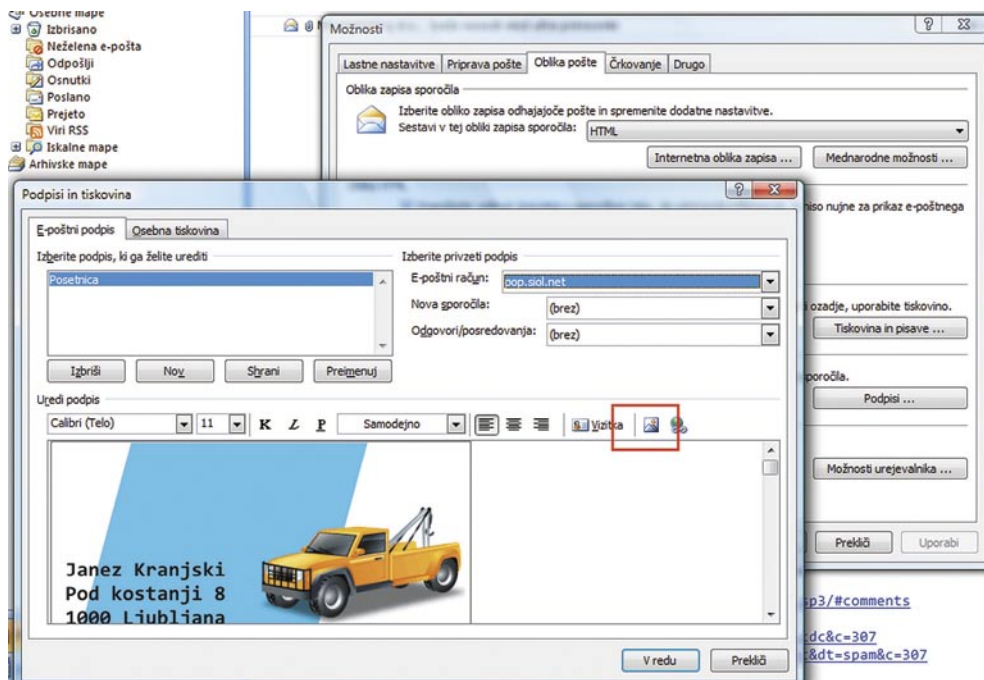 Osebne mape
Izbrisano
Neželena e-pošta
Odpošlji
Osnutki
Poslano
Prejeto
Viri RSS
Iskalne mape
Arhivske mape
Možnosti
Lastne nastavitve
Priprava pošte
Oblika pošte
Črkovanje
Drugo
Oblika zapisa sporočila
Izberite obliko zapisa odhajajoče pošte in spremenite dodatne nastavitve.
Sestavi v tej obliki zapisa sporočila:
HTML
Internetna oblika zapisa ...
Mednarodne možnosti ...
niso nujne za prikaz e-poštnega
ozadje, uporabite tiskovino.
Tiskovina in pisave ...
poročila.
Podpisi ...
Možnosti urejevalnika ...
Prekliči
Uporabi
Podpisi in tiskovina
E-poštni podpis
Osebna tiskovina
Izberite podpis, ki ga želite urediti
Posetnica
Izbriši
Nov
Shrani
Preimenuj
Izberite privzeti podpis
E-poštni račun:
pop.siol.net
Nova sporočila:
(brez)
Odgovori/posredovanja:
(brez)
Uredi podpis
Calibri (Telo)
11
K L P
Samodejno
Vizitka
Janez Kranjski
Pod kostanji 8
1000 Ljubljana
V redu
Prekliči
sp3/#comments
cdc&c=307
&dt=spam&c=307